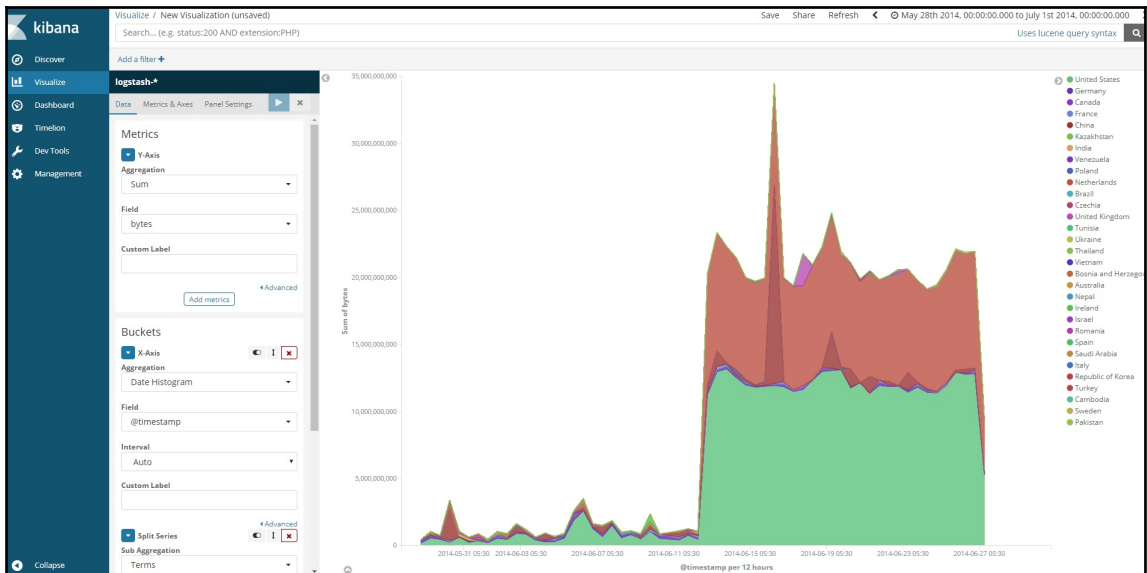 kibana
Discover
Visualize
Dashboard
Timelion
Dev Tools
Management
Collapse
Visualize / New Visualization (unsaved)
Save Share Refresh May 28th 2014, 00:00:00.000 to July 1st 2014, 00:00:00.000
Search... (e.g. status:200 AND extension:PHP)
Uses lucene query syntax
Add a filter +
logstash-*
Data Metrics & Axes Panel Settings
Metrics
Y-Axis
Aggregation
Sum
Field
bytes
Custom Label
Advanced
Add metrics
Buckets
X-Axis
Aggregation
Date Histogram
Field
@timestamp
Interval
Auto
Custom Label
Advanced
Split Series
Sub Aggregation
Terms
35,000,000,000
30,000,000,000
25,000,000,000
20,000,000,000
15,000,000,000
10,000,000,000
5,000,000,000
0
Sum of bytes
2014-05-31 05:30 2014-06-03 05:30 2014-06-07 05:30 2014-06-11 05:30 2014-06-15 05:30 2014-06-19 05:30 2014-06-23 05:30 2014-06-27 05:30
@timestamp per 12 hours
United States
Germany
Canada
France
China
Kazakhstan
India
Venezuela
Poland
Netherlands
Brazil
Czechia
United Kingdom
Tunisia
Ukraine
Thailand
Vietnam
Bosnia and Herzego
Australia
Nepal
Ireland
Israel
Romania
Spain
Saudi Arabia
Italy
Republic of Korea
Turkey
Cambodia
Sweden
Pakistan